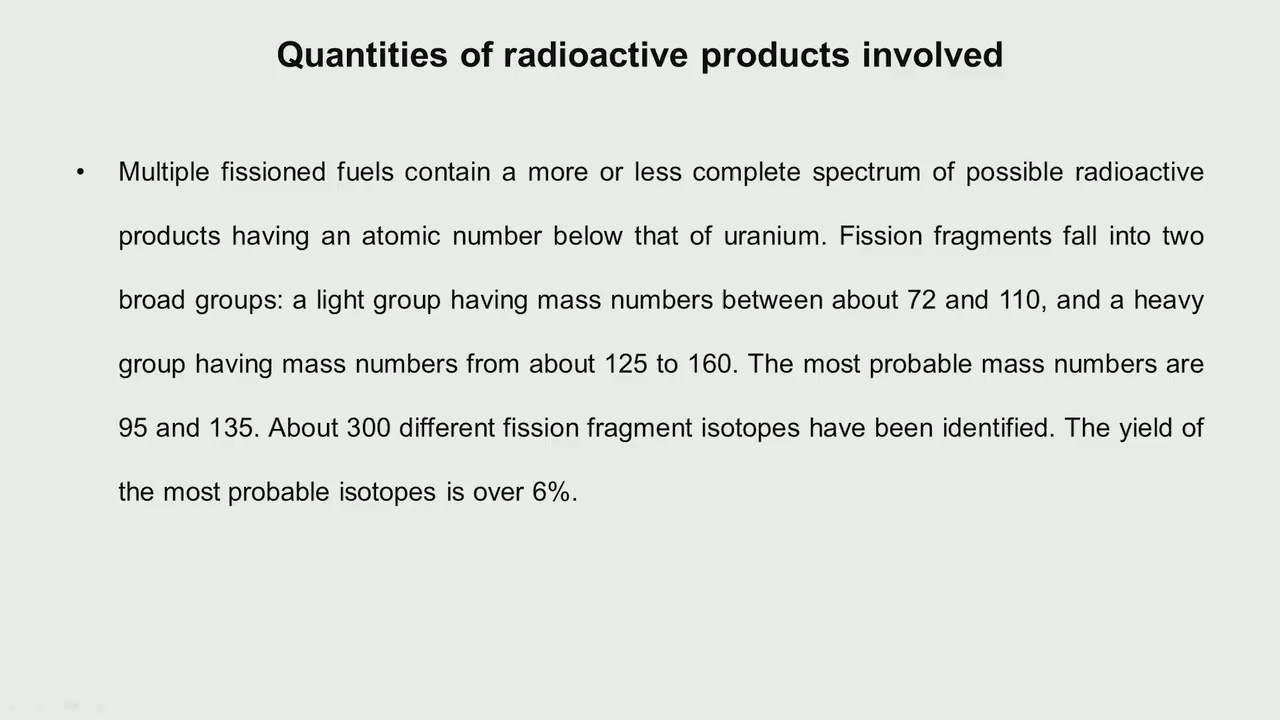 Quantities of radioactive products involved
• Multiple fissioned fuels contain a more or less complete spectrum of possible radioactive
products having an atomic number below that of uranium. Fission fragments fall into two
broad groups: a light group having mass numbers between about 72 and 110, and a heavy
group having mass numbers from about 125 to 160. The most probable mass numbers are
95 and 135. About 300 different fission fragment isotopes have been identified. The yield of
the most probable isotopes is over 6%.